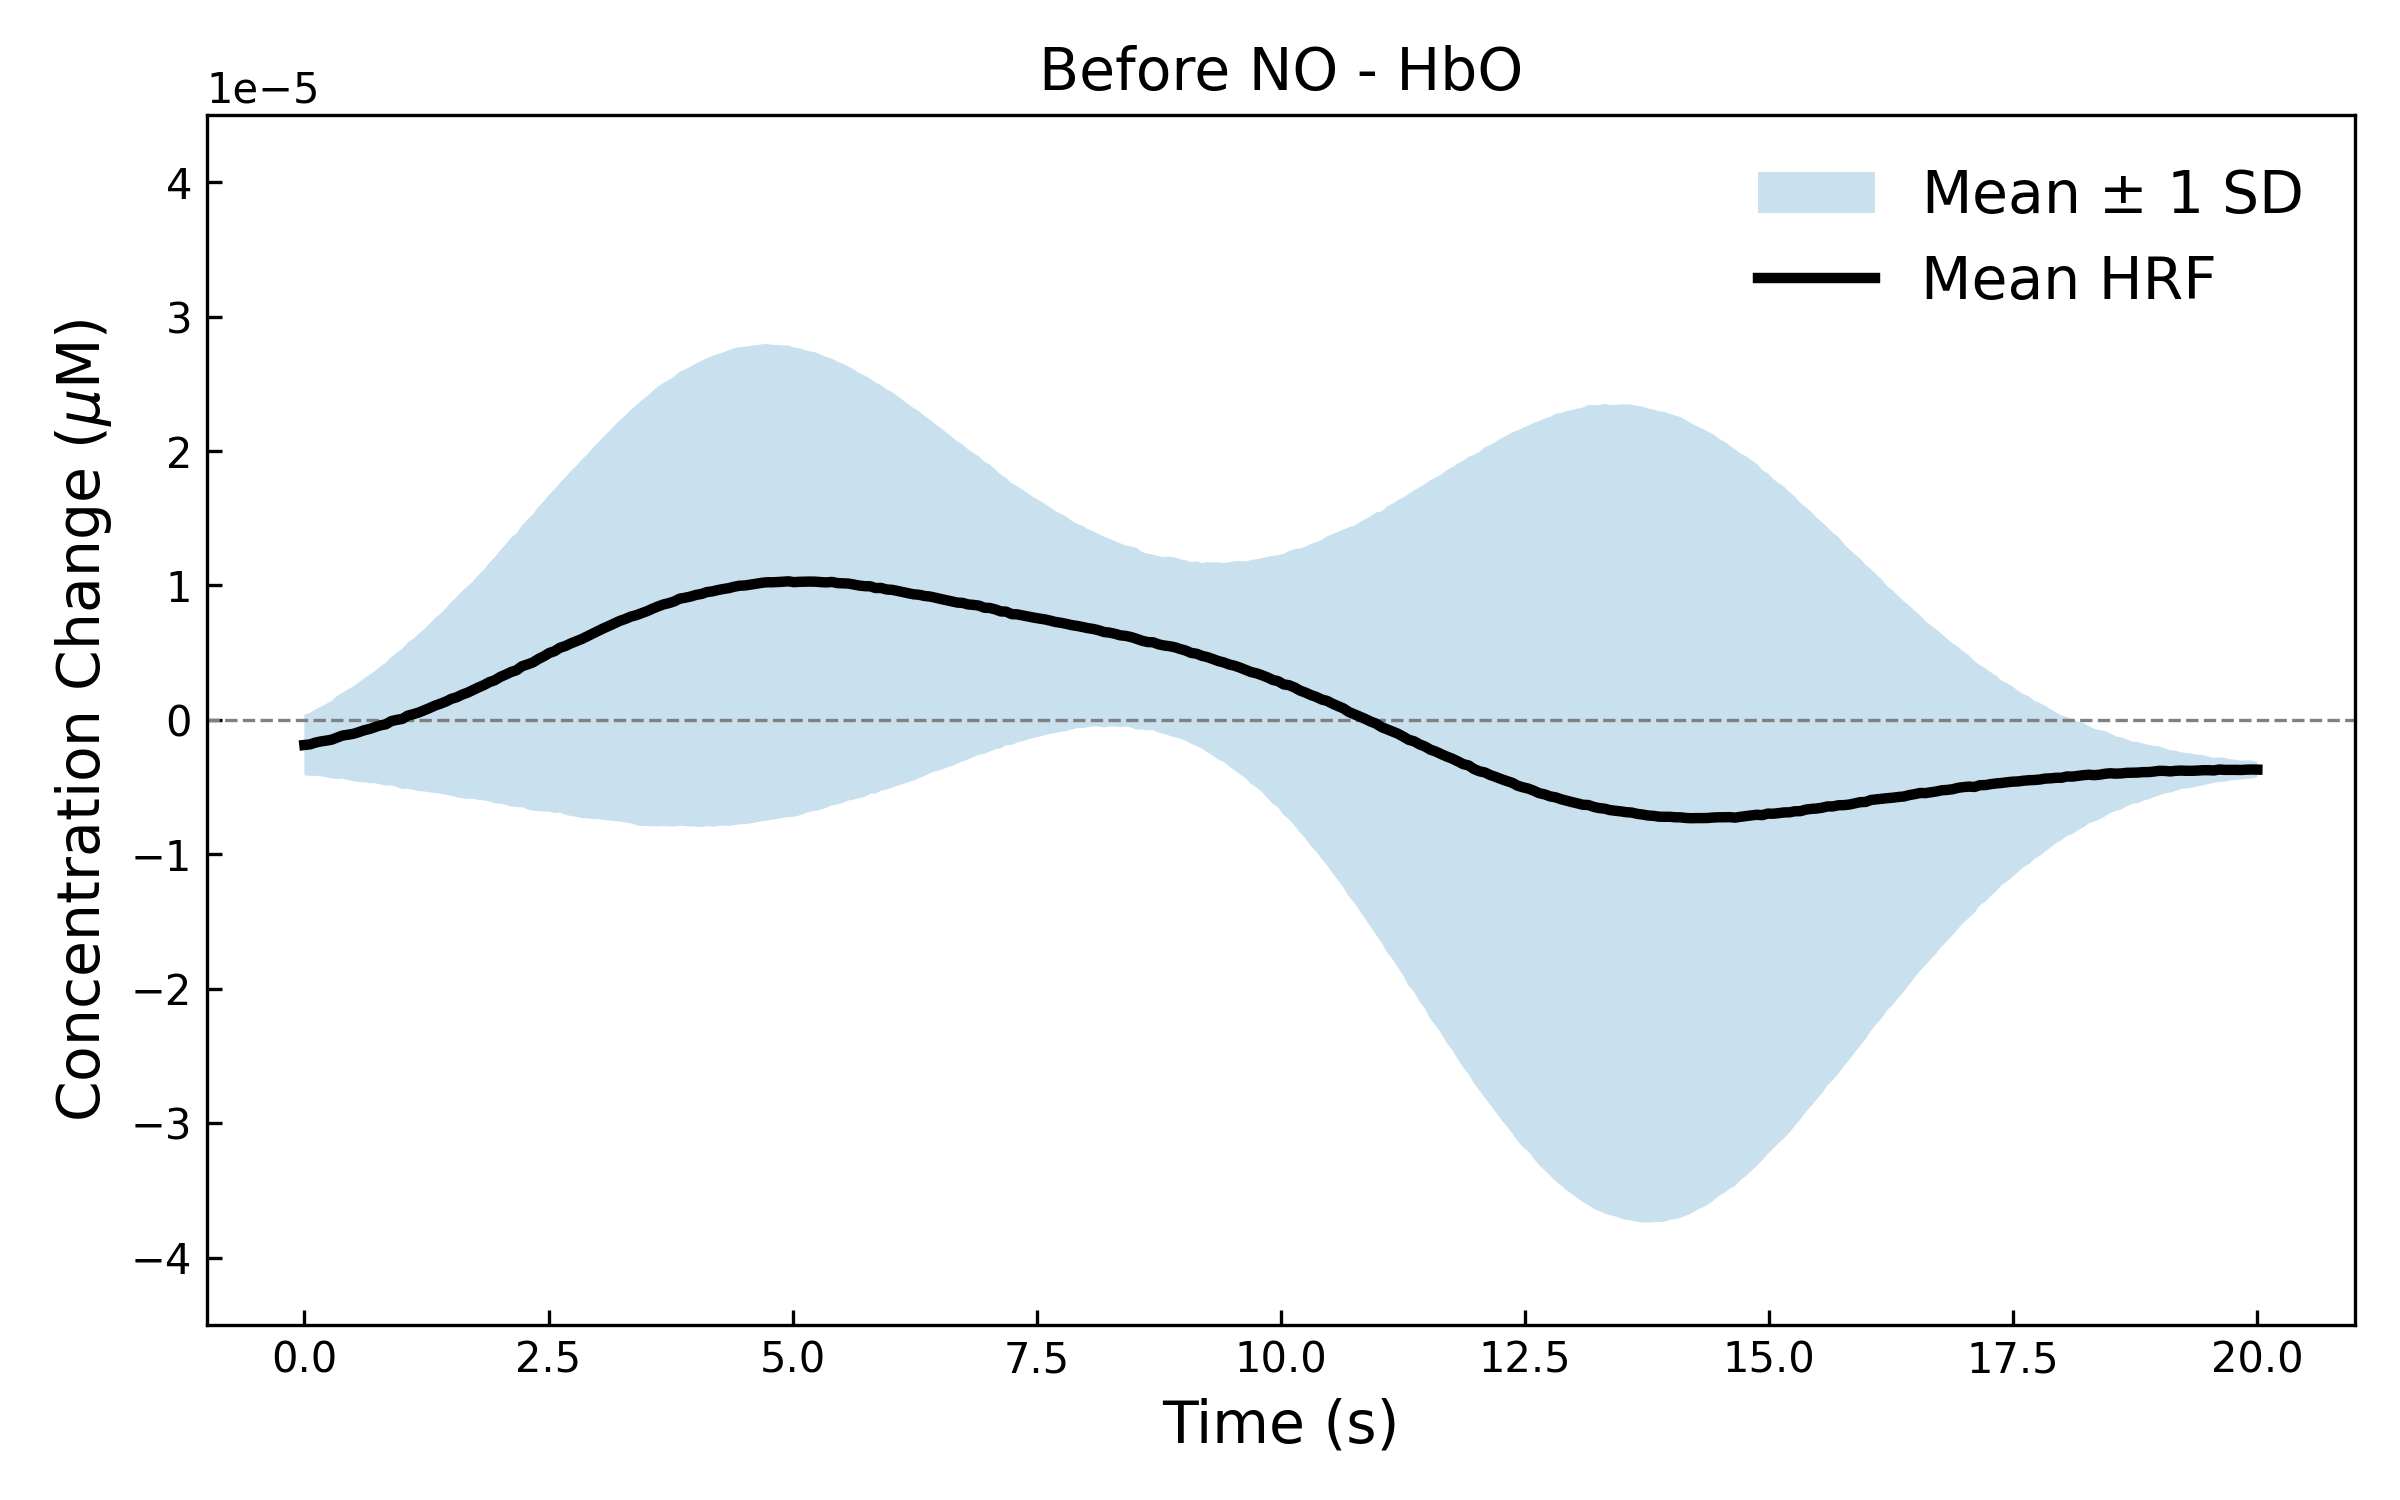 Before NO - HbO
1e−5
Mean ± 1 SD
Mean HRF
Concentration Change (μM)
4
3
2
1
0
−1
−2
−3
−4
0.0 2.5 5.0 7.5 10.0 12.5 15.0 17.5 20.0
Time (s)